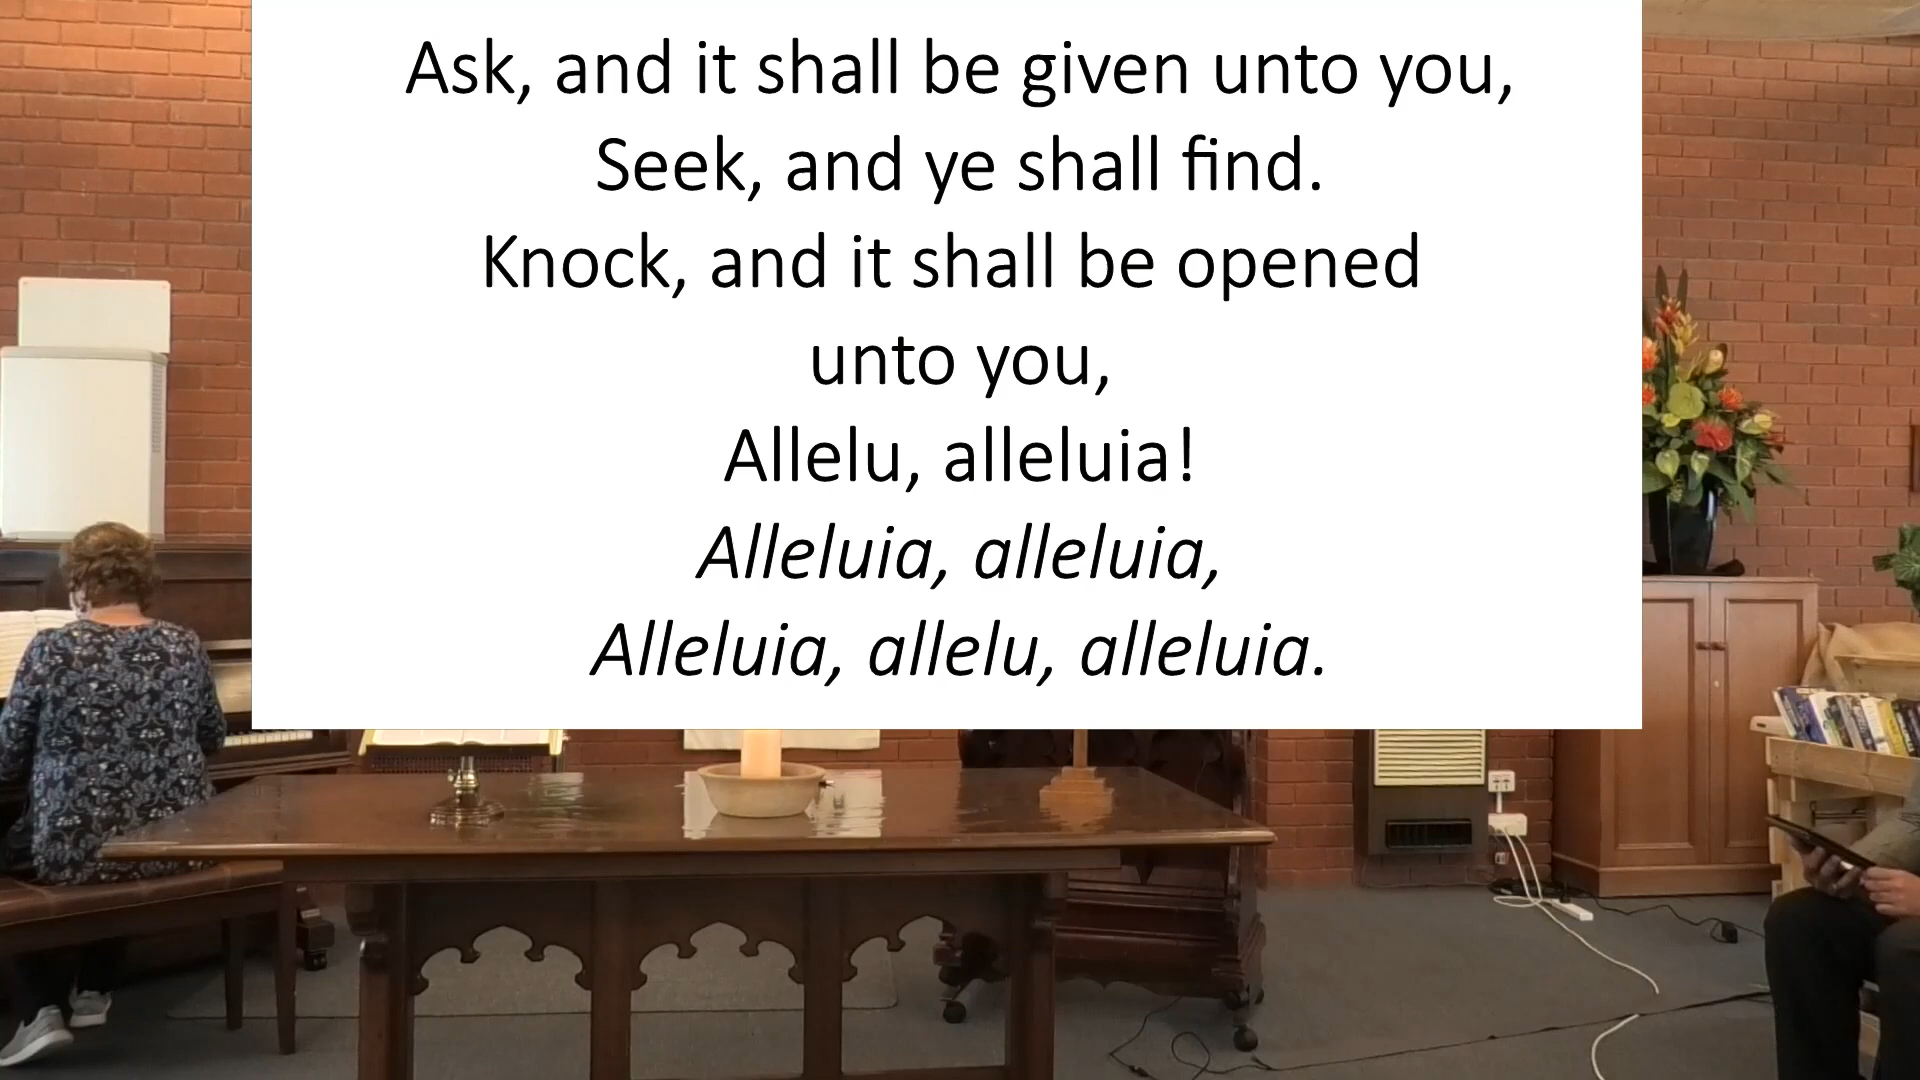 Ask, and it shall be given unto you,
Seek, and ye shall find.
Knock, and it shall be opened
unto you,
Allelu, alleluia!
Alleluia, alleluia,
Alleluia, allelu, alleluia.